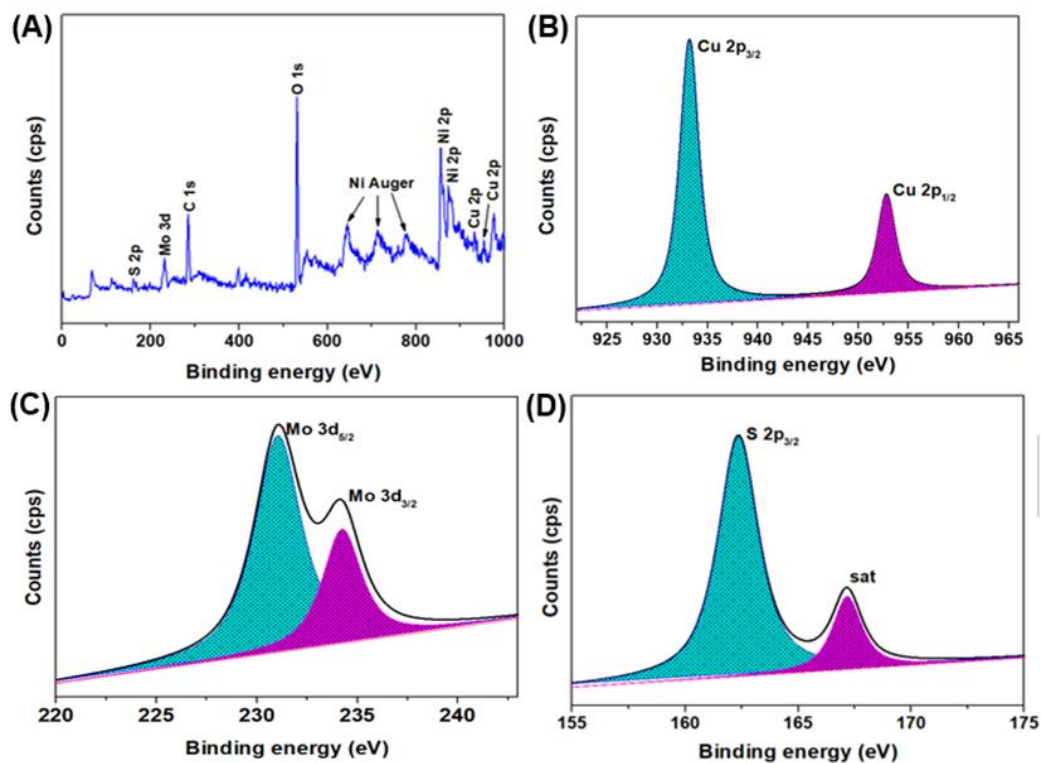 (A)
Counts (cps)
S 2p
Mo 3d
C 1s
O 1s
Ni Auger
Ni 2p
Ni 2p
Cu 2p
Cu 2p
0 200 400 600 800 1000
Binding energy (eV)
(B)
Counts (cps)
Cu 2p3/2
Cu 2p1/2
925 930 935 940 945 950 955 960 965
Binding energy (eV)
(C)
Counts (cps)
Mo 3d5/2
Mo 3d3/2
220 225 230 235 240
Binding energy (eV)
(D)
Counts (cps)
S 2p3/2
sat
155 160 165 170 175
Binding energy (eV)